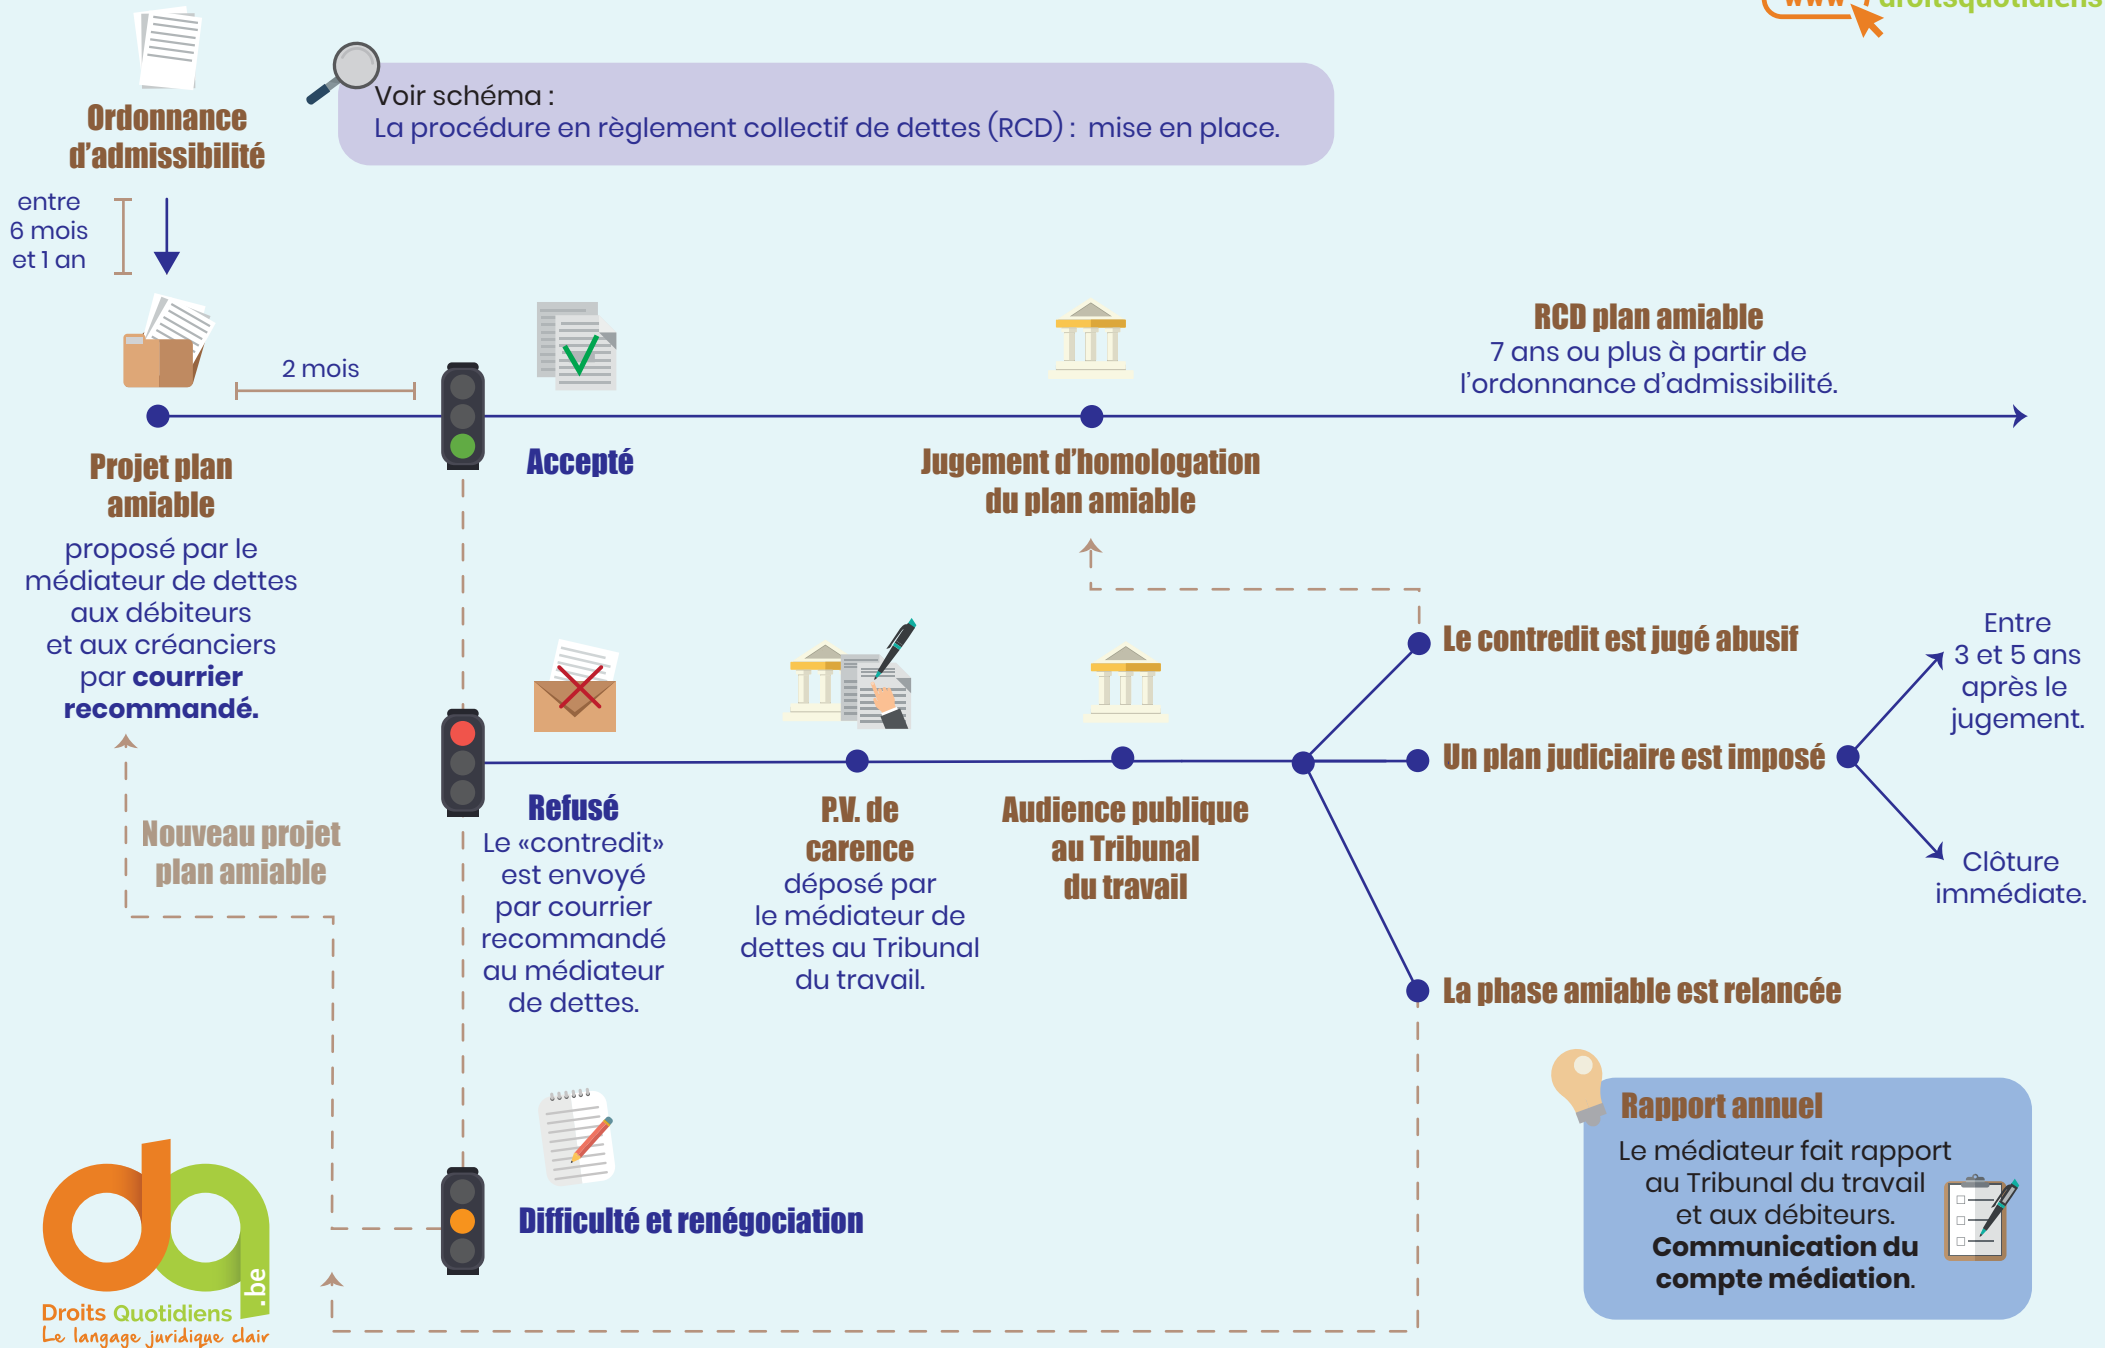 www
droitsquotidiens
Ordonnance
d'admissibilité
Voir schéma :
La procédure en règlement collectif de dettes (RCD) : mise en place.
entre
6 mois
et 1 an
2 mois
RCD plan amiable
7 ans ou plus à partir de
l'ordonnance d'admissibilité.
Projet plan
amiable
proposé par le
médiateur de dettes
aux débiteurs
et aux créanciers
par courrier
recommandé.
Accepté
Jugement d'homologation
du plan amiable
Nouveau projet
plan amiable
Refusé
Le «contredit»
est envoyé
par courrier
recommandé
au médiateur
de dettes.
P.V. de
carence
déposé par
le médiateur de
dettes au Tribunal
du travail.
Audience publique
au Tribunal
du travail
Le contredit est jugé abusif
Un plan judiciaire est imposé
Entre
3 et 5 ans
après le
jugement.
Clôture
immédiate.
La phase amiable est relancée
Difficulté et renégociation
Rapport annuel
Le médiateur fait rapport
au Tribunal du travail
et aux débiteurs.
Communication du
compte médiation.
dq
.be
Droits Quotidiens
Le langage juridique clair